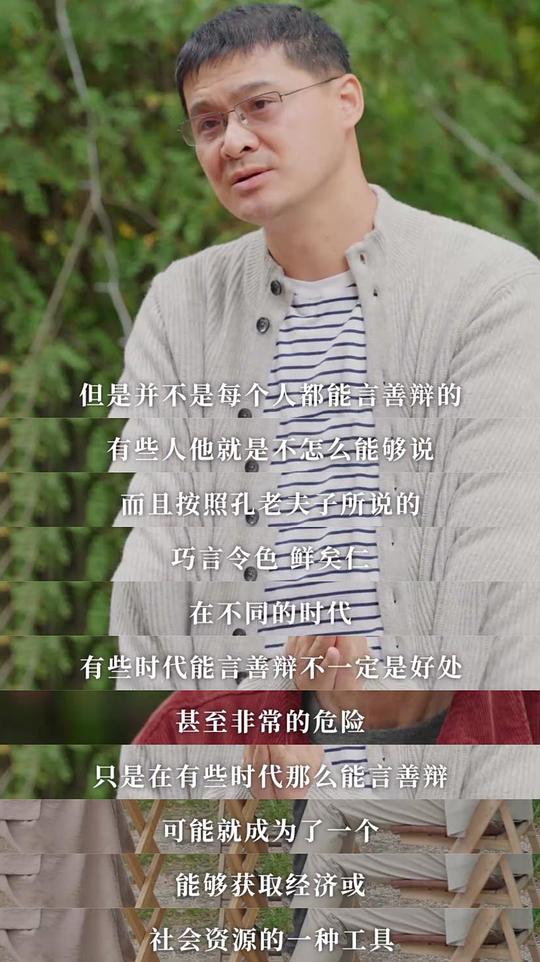 但是并不是每个人都能言善辩的
有些人他就是不怎么能够说
而且按照孔老夫子所说的
巧言令色 鲜矣仁
在不同的时代
有些时代能言善辩不一定是好处
甚至非常的危险
只是在有些时代那么能言善辩
可能就成为了一个
能够获取经济或
社会资源的一种工具